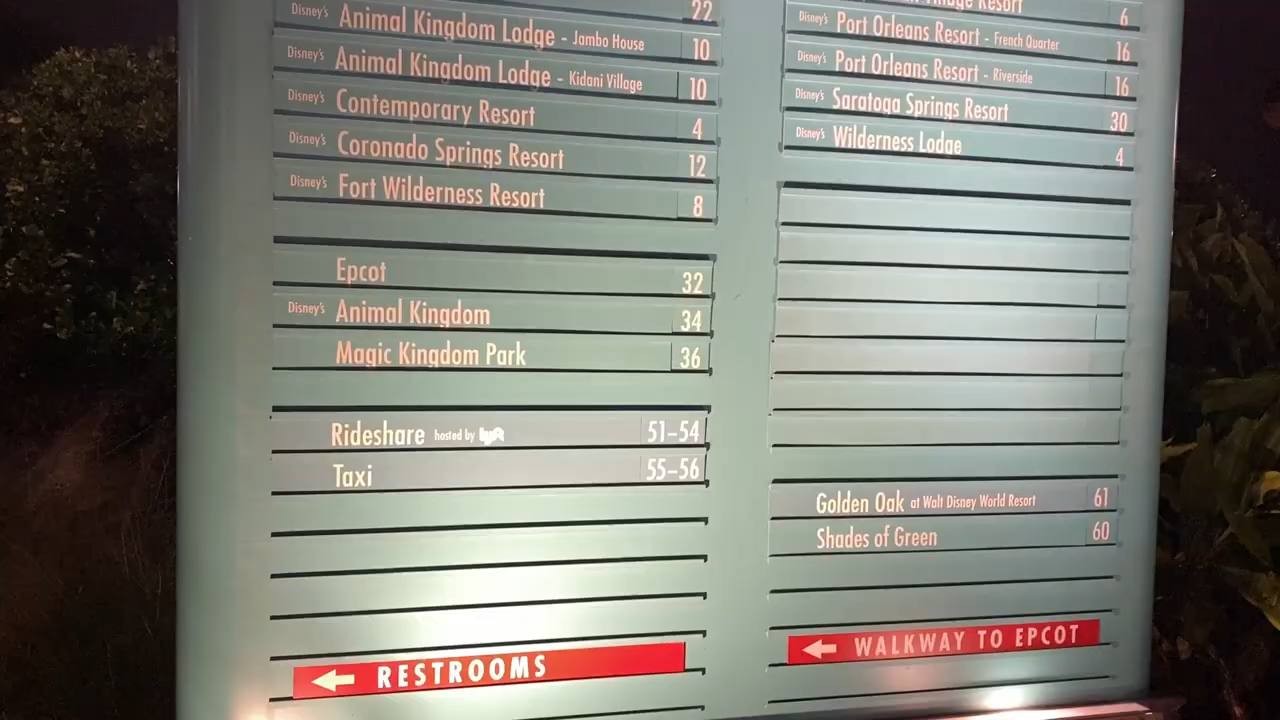 22
Disney's Animal Kingdom Lodge - Jambo House 10
Disney's Animal Kingdom Lodge - Kidani Village 10
Disney's Contemporary Resort 4
Disney's Coronado Springs Resort 12
Disney's Fort Wilderness Resort 8
Epcot 32
Disney's Animal Kingdom 34
Magic Kingdom Park 36
Rideshare hosted by lyft 51–54
Taxi 55–56
← RESTROOMS
Village Resort 6
Disney's Port Orleans Resort - French Quarter 16
Disney's Port Orleans Resort - Riverside 16
Disney's Saratoga Springs Resort 30
Disney's Wilderness Lodge 4
Golden Oak at Walt Disney World Resort 61
Shades of Green 60
← WALKWAY TO EPCOT